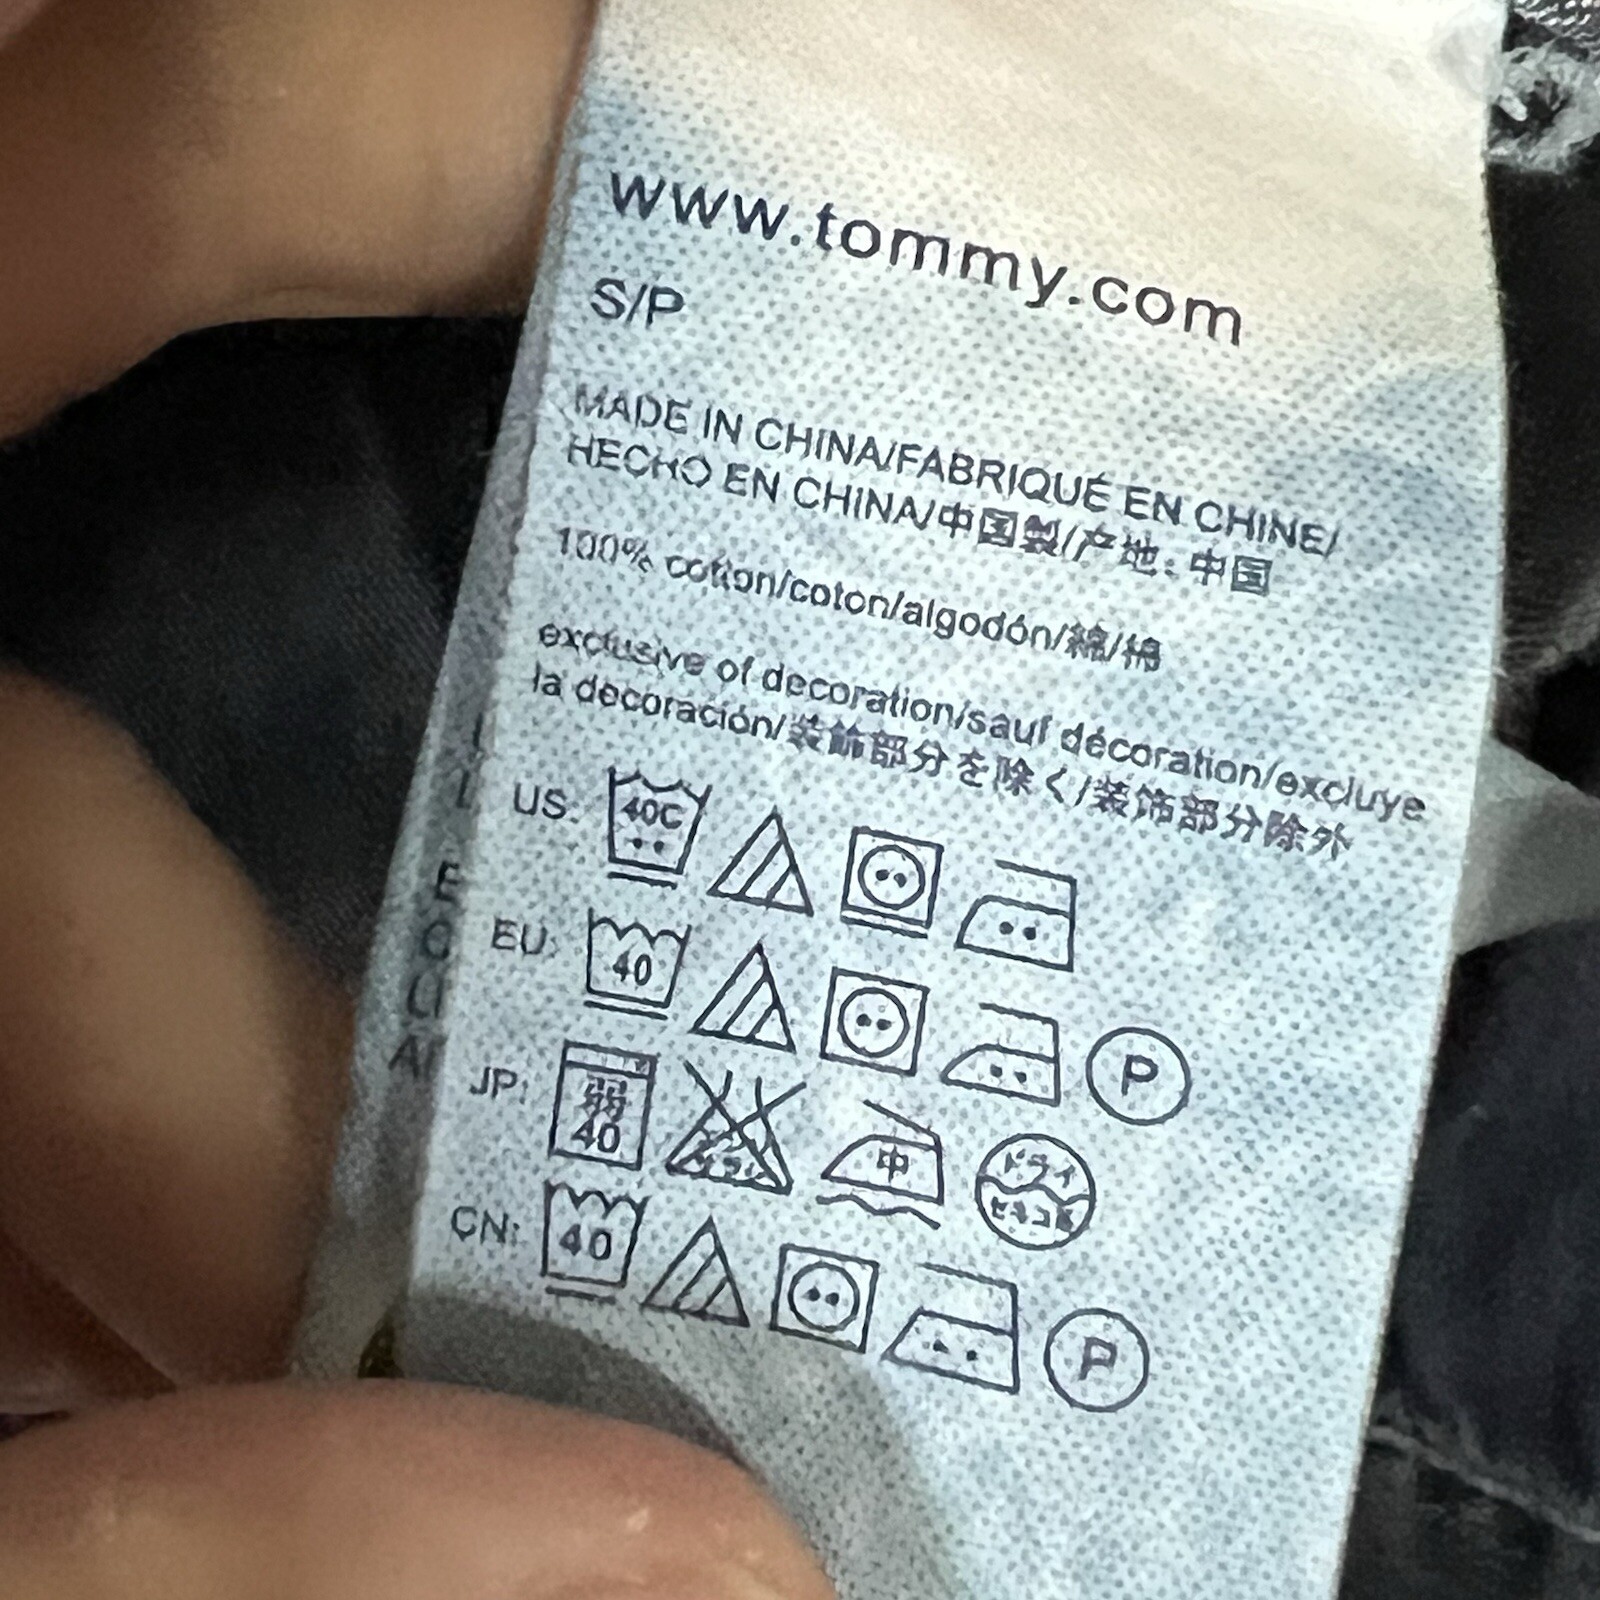 www.tommy.com
S/P
MADE IN CHINA/FABRIQUÉ EN CHINE/
HECHO EN CHINA/中国製/产地: 中国
100% cotton/coton/algodón/綿/棉
exclusive of decoration/sauf décoration/excluye
la decoración/装飾部分を除く/装饰部分除外
US: 40C
EU: 40 P
JP: 弱 40 中 ドライ
CN: 40 P